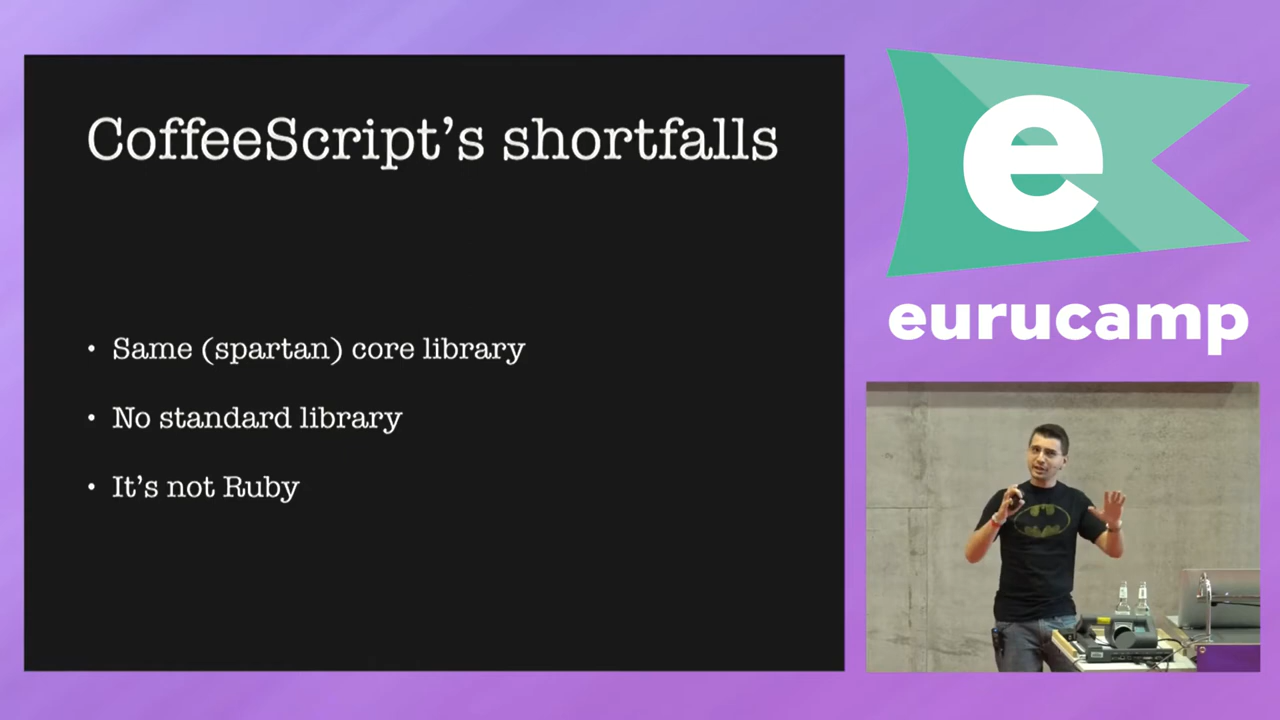 CoffeeScript’s shortfalls
• Same (spartan) core library
• No standard library
• It’s not Ruby
e
eurucamp